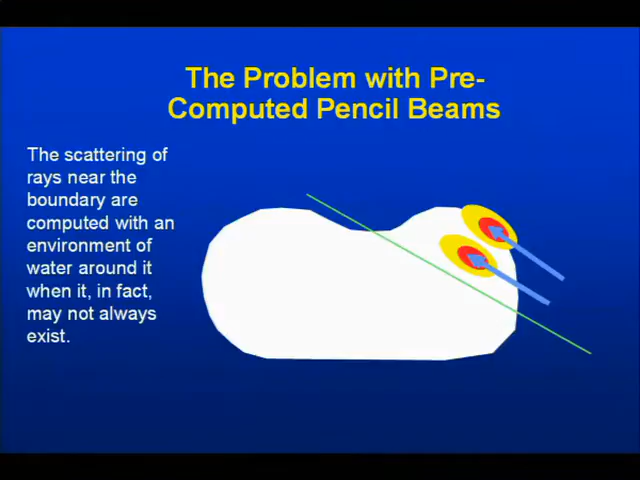 The Problem with Pre-
Computed Pencil Beams
The scattering of
rays near the
boundary are
computed with an
environment of
water around it
when it, in fact,
may not always
exist.